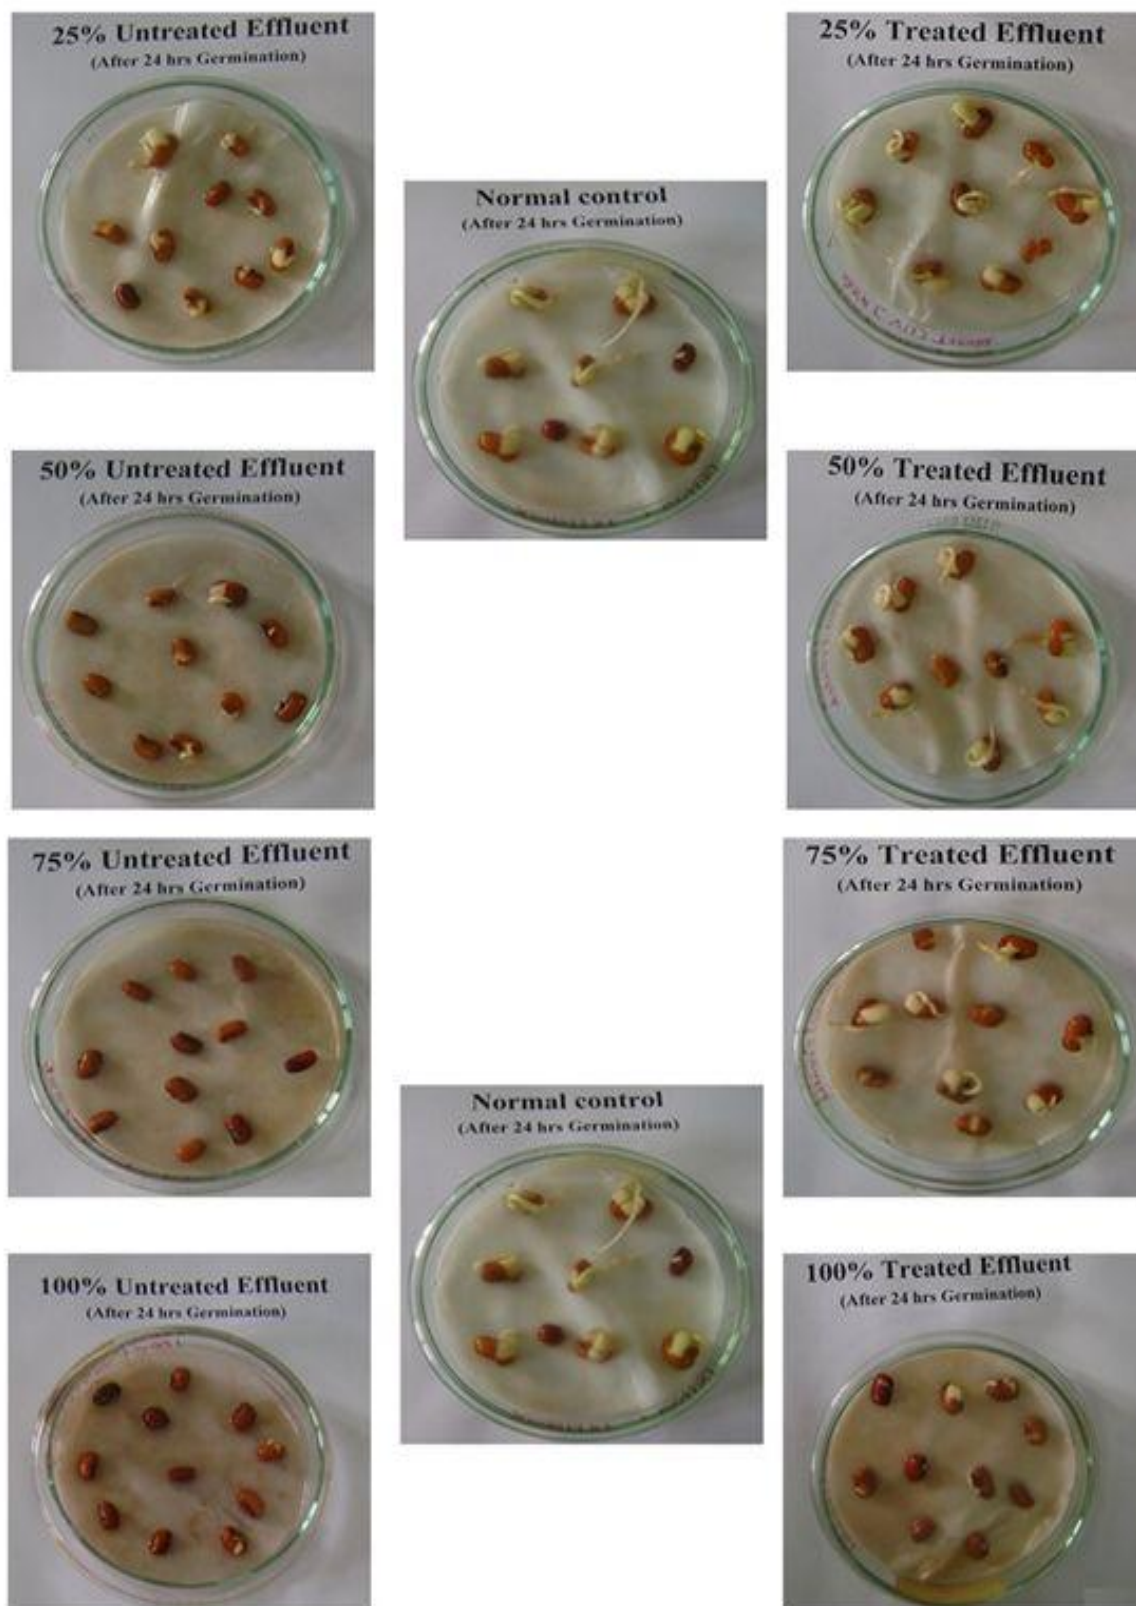 25% Untreated Effluent
(After 24 hrs Germination)
25% Treated Effluent
(After 24 hrs Germination)
Normal control
(After 24 hrs Germination)
50% Untreated Effluent
(After 24 hrs Germination)
50% Treated Effluent
(After 24 hrs Germination)
75% Untreated Effluent
(After 24 hrs Germination)
75% Treated Effluent
(After 24 hrs Germination)
Normal control
(After 24 hrs Germination)
100% Untreated Effluent
(After 24 hrs Germination)
100% Treated Effluent
(After 24 hrs Germination)